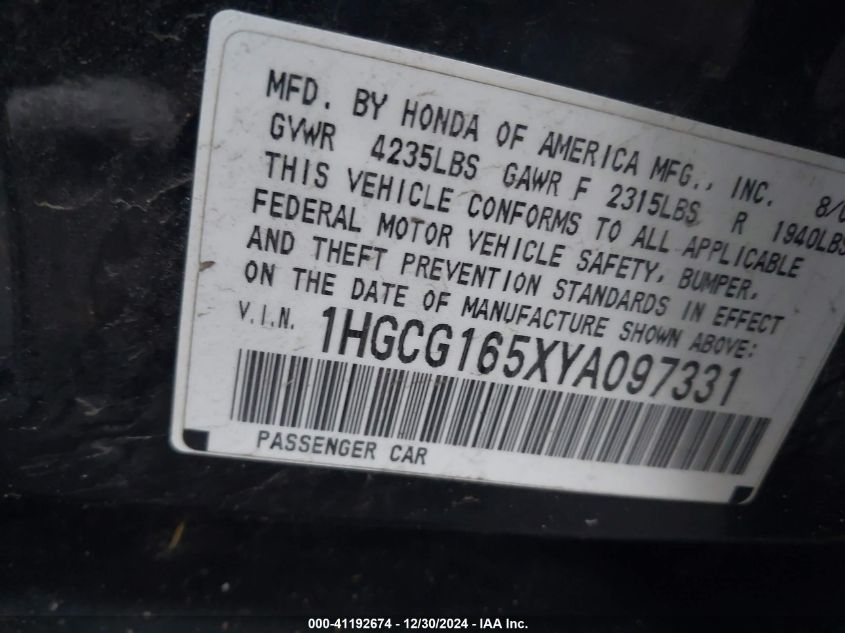 MFD. BY HONDA OF AMERICA MFG., INC. 8/0
GVWR 4235LBS GAWR F 2315LBS R 1940LBS
THIS VEHICLE CONFORMS TO ALL APPLICABLE
FEDERAL MOTOR VEHICLE SAFETY, BUMPER,
AND THEFT PREVENTION STANDARDS IN EFFECT
ON THE DATE OF MANUFACTURE SHOWN ABOVE:
V.I.N. 1HGCG165XYA097331
PASSENGER CAR
000-41192674 - 12/30/2024 - IAA Inc.